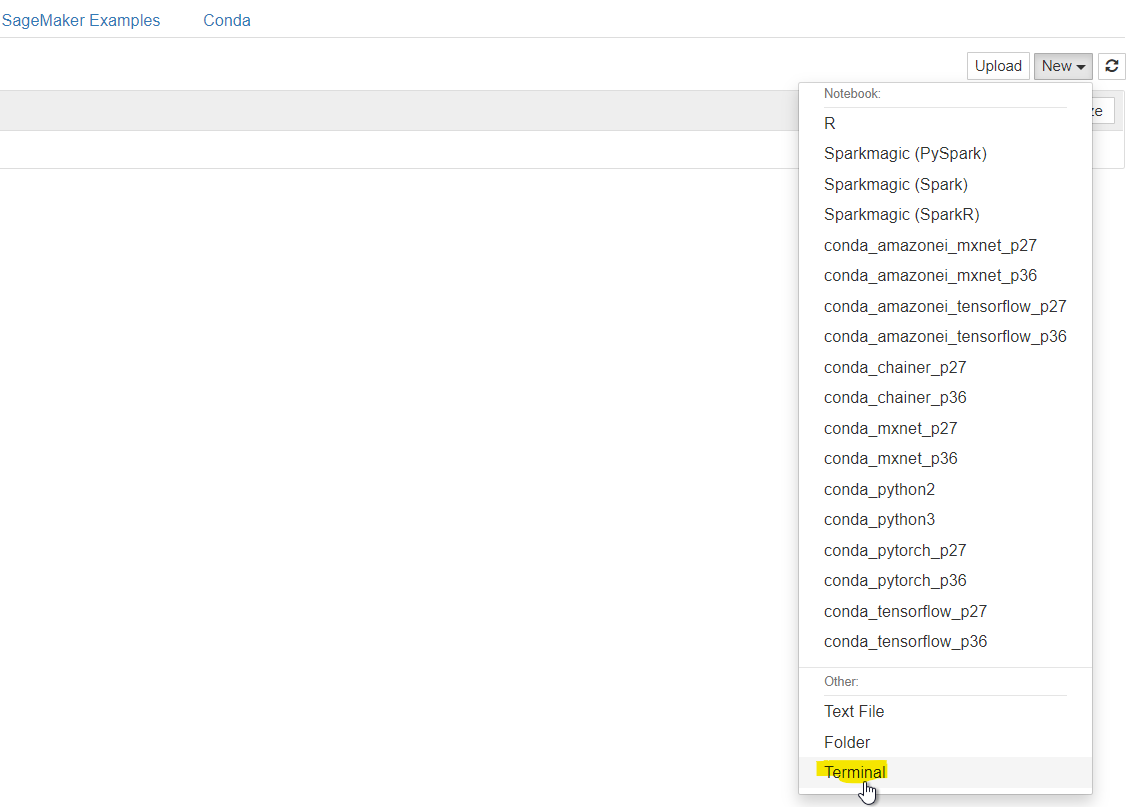 SageMaker Examples Conda
Upload New
Notebook:
ze
R
Sparkmagic (PySpark)
Sparkmagic (Spark)
Sparkmagic (SparkR)
conda_amazonei_mxnet_p27
conda_amazonei_mxnet_p36
conda_amazonei_tensorflow_p27
conda_amazonei_tensorflow_p36
conda_chainer_p27
conda_chainer_p36
conda_mxnet_p27
conda_mxnet_p36
conda_python2
conda_python3
conda_pytorch_p27
conda_pytorch_p36
conda_tensorflow_p27
conda_tensorflow_p36
Other:
Text File
Folder
Terminal